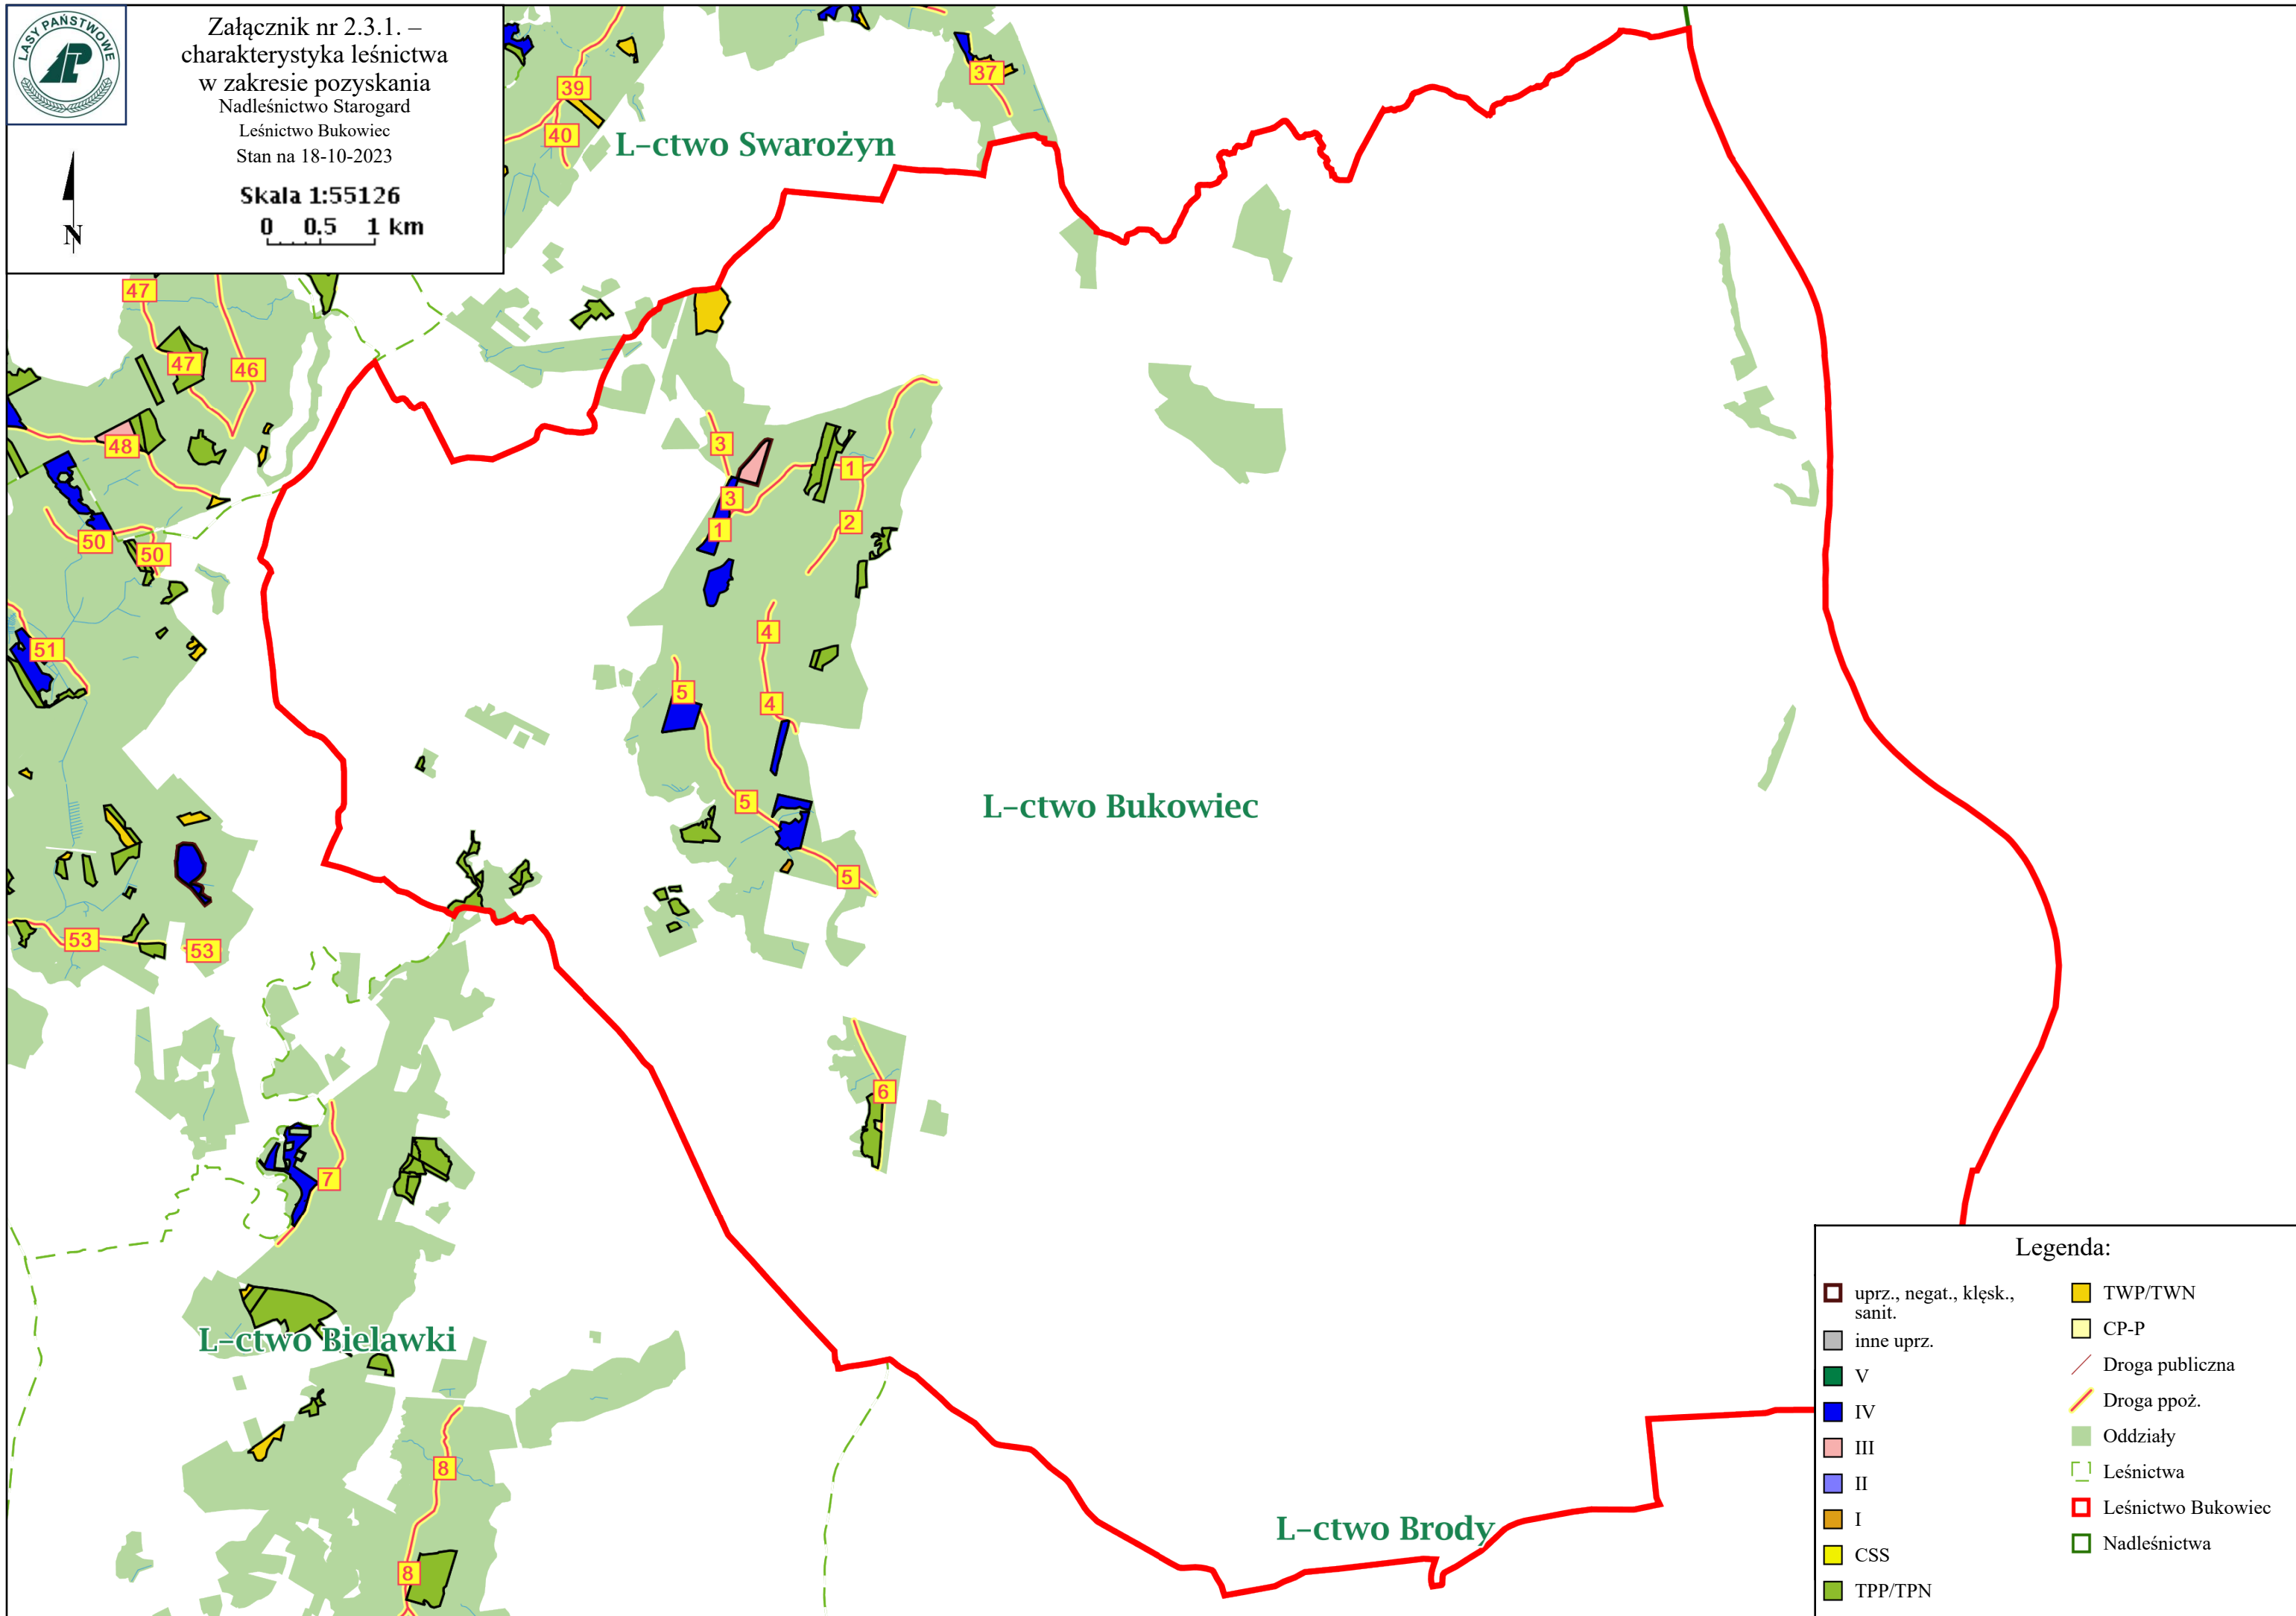 LASY PAŃSTWOWE
LP
Załącznik nr 2.3.1. –
charakterystyka leśnictwa
w zakresie pozyskania
Nadleśnictwo Starogard
Leśnictwo Bukowiec
Stan na 18-10-2023
Skala 1:55126
0 0.5 1 km
N
37
39
40
L-ctwo Swarożyn
47
47
46
48
3
1
3
1
2
50
50
51
4
5
4
5
L-ctwo Bukowiec
5
53
53
6
7
L-ctwo Bielawki
8
L-ctwo Brody
8
Legenda:
uprz., negat., klęsk.,
sanit.
inne uprz.
V
IV
III
II
I
CSS
TPP/TPN
TWP/TWN
CP-P
Droga publiczna
Droga ppoż.
Oddziały
Leśnictwa
Leśnictwo Bukowiec
Nadleśnictwa